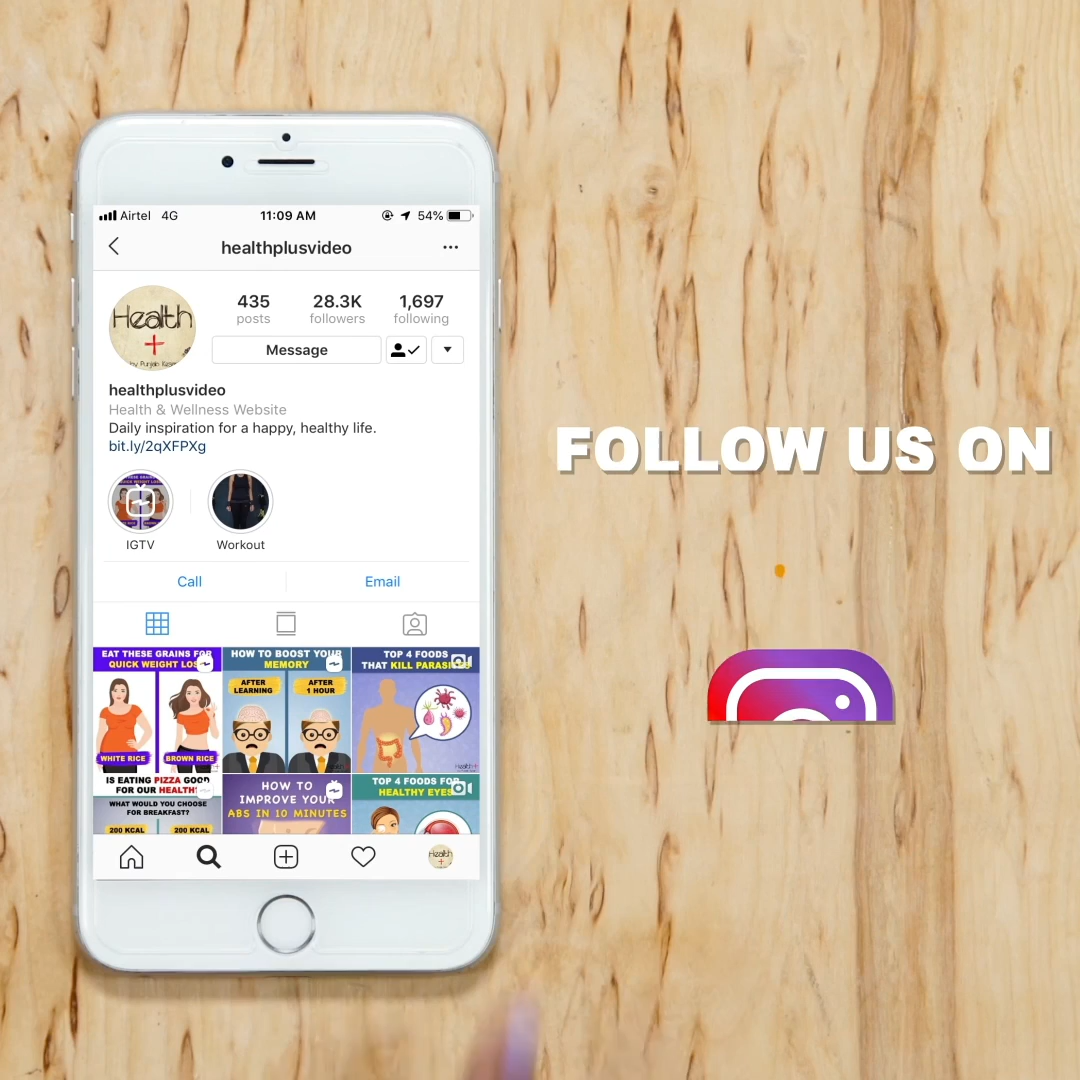 Airtel 4G 11:09 AM 54%
healthplusvideo
Health
by Punjab Kesari
435 28.3K 1,697
posts followers following
Message
healthplusvideo
Health & Wellness Website
Daily inspiration for a happy, healthy life.
bit.ly/2qXFPXg
IGTV Workout
Call Email
EAT THESE GRAINS FOR
QUICK WEIGHT LOSS
WHITE RICE BROWN RICE
HOW TO BOOST YOUR
MEMORY
AFTER
LEARNING
AFTER
1 HOUR
TOP 4 FOODS
THAT KILL PARASITES
IS EATING PIZZA GOOD
FOR OUR HEALTH?
WHAT WOULD YOU CHOOSE
FOR BREAKFAST?
200 KCAL 200 KCAL
HOW TO
IMPROVE YOUR
ABS IN 10 MINUTES
TOP 4 FOODS FOR
HEALTHY EYES
Health
FOLLOW US ON